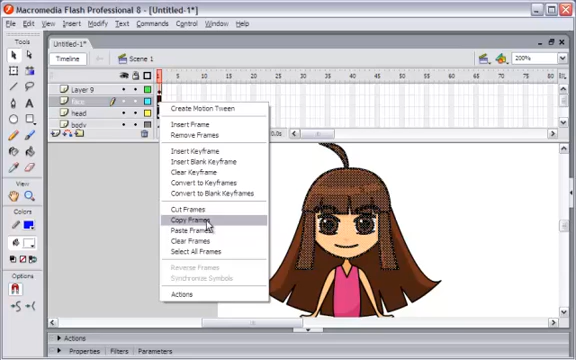 Macromedia Flash Professional 8 - [Untitled-1*]
File Edit View Insert Modify Text Commands Control Window Help
Tools
Untitled-1*
Timeline
Scene 1
200%
1 5 10 15 20 25 30 35 40 45 50 55 60 65 70 75 80
Layer 9
face
head
body
0.0s
Create Motion Tween
Insert Frame
Remove Frames
Insert Keyframe
Insert Blank Keyframe
Clear Keyframe
Convert to Keyframes
Convert to Blank Keyframes
Cut Frames
Copy Frames
Paste Frames
Clear Frames
Select All Frames
Reverse Frames
Synchronize Symbols
Actions
View
Colors
Options
Actions
Properties Filters Parameters